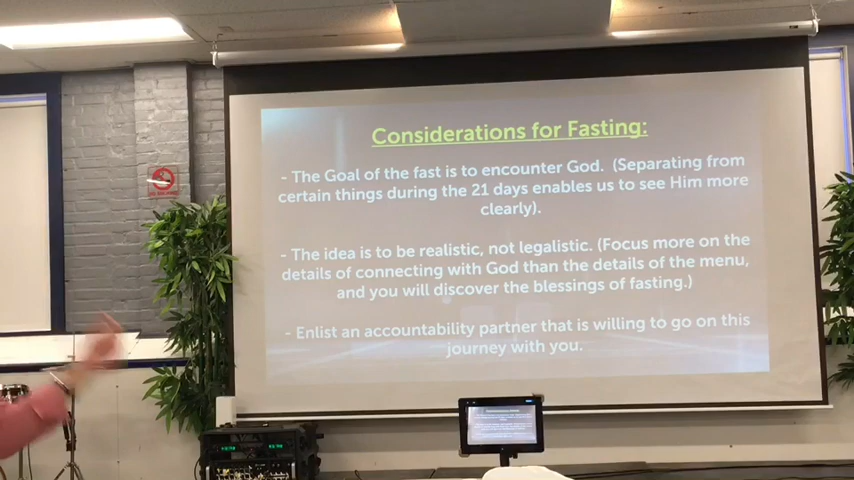 Considerations for Fasting:
- The Goal of the fast is to encounter God. (Separating from
certain things during the 21 days enables us to see Him more
clearly).
- The idea is to be realistic, not legalistic. (Focus more on the
details of connecting with God than the details of the menu,
and you will discover the blessings of fasting.)
- Enlist an accountability partner that is willing to go on this
journey with you.